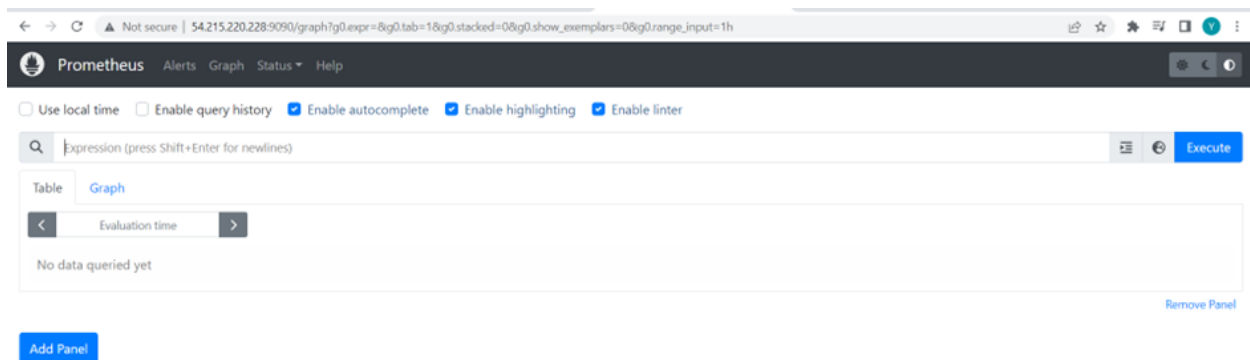 Not secure | 54.215.220.228:9090/graph?g0.expr=&g0.tab=1&g0.stacked=0&g0.show_exemplars=0&g0.range_input=1h
Y
Prometheus Alerts Graph Status Help
Use local time Enable query history Enable autocomplete Enable highlighting Enable linter
Expression (press Shift+Enter for newlines) Execute
Table Graph
< Evaluation time >
No data queried yet
Remove Panel
Add Panel